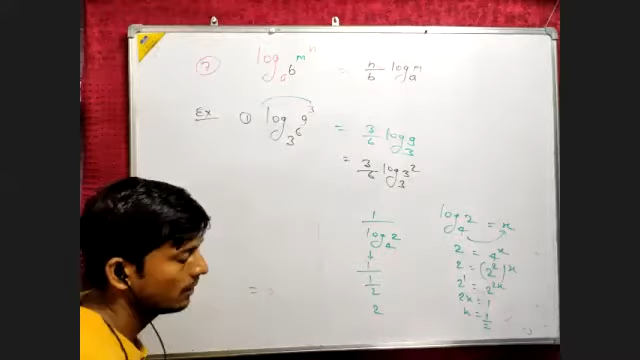 7 log_{a^b} m^n = n/b log_a m
Ex ① log_{3^6} 9^3 = 3/6 log_3 9
= 3/6 log_3 3^2
1/log_4 2
↓
1/(1/2)
2
log_4 2 = x
2 = 4^x
2 = (2^2)^x
2^1 = 2^{2x}
2x = 1
x = 1/2
=